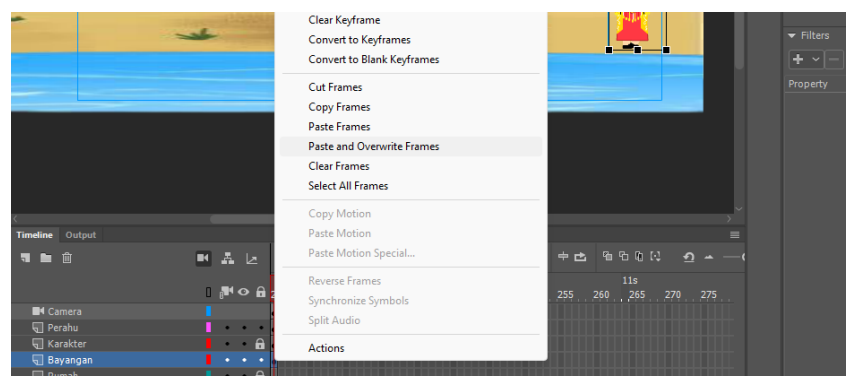 Clear Keyframe
Convert to Keyframes
Convert to Blank Keyframes
Cut Frames
Copy Frames
Paste Frames
Paste and Overwrite Frames
Clear Frames
Select All Frames
Copy Motion
Paste Motion
Paste Motion Special...
Reverse Frames
Synchronize Symbols
Split Audio
Actions
Filters
Property
Timeline Output
11s
255 260 265 270 275
Camera
Perahu
Karakter
Bayangan
Rumah